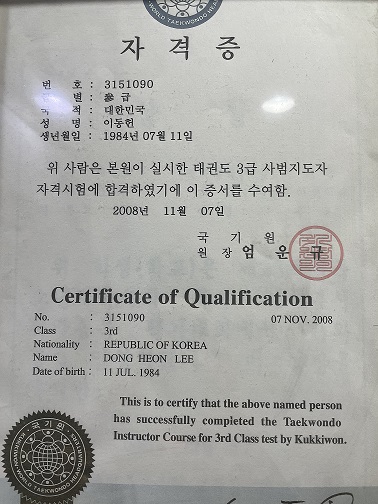 WORLD TAEKWONDO HEADQ
자 격 증
번 호 : 3151090
별 : 參 급
국 적 : 대한민국
성 명 : 이동헌
생년월일 : 1984년 07월 11일
위 사람은 본원이 실시한 태권도 3급 사범지도자
자격시험에 합격하였기에 이 증서를 수여함.
2008년 11월 07일
국 기 원
원 장 엄 운 규
Certificate of Qualification
No. : 3151090 07 NOV. 2008
Class : 3rd
Nationality : REPUBLIC OF KOREA
Name : DONG HEON LEE
Date of birth : 11 JUL. 1984
This is to certify that the above named person
has successfully completed the Taekwondo
Instructor Course for 3rd Class test by Kukkiwon.
국기원